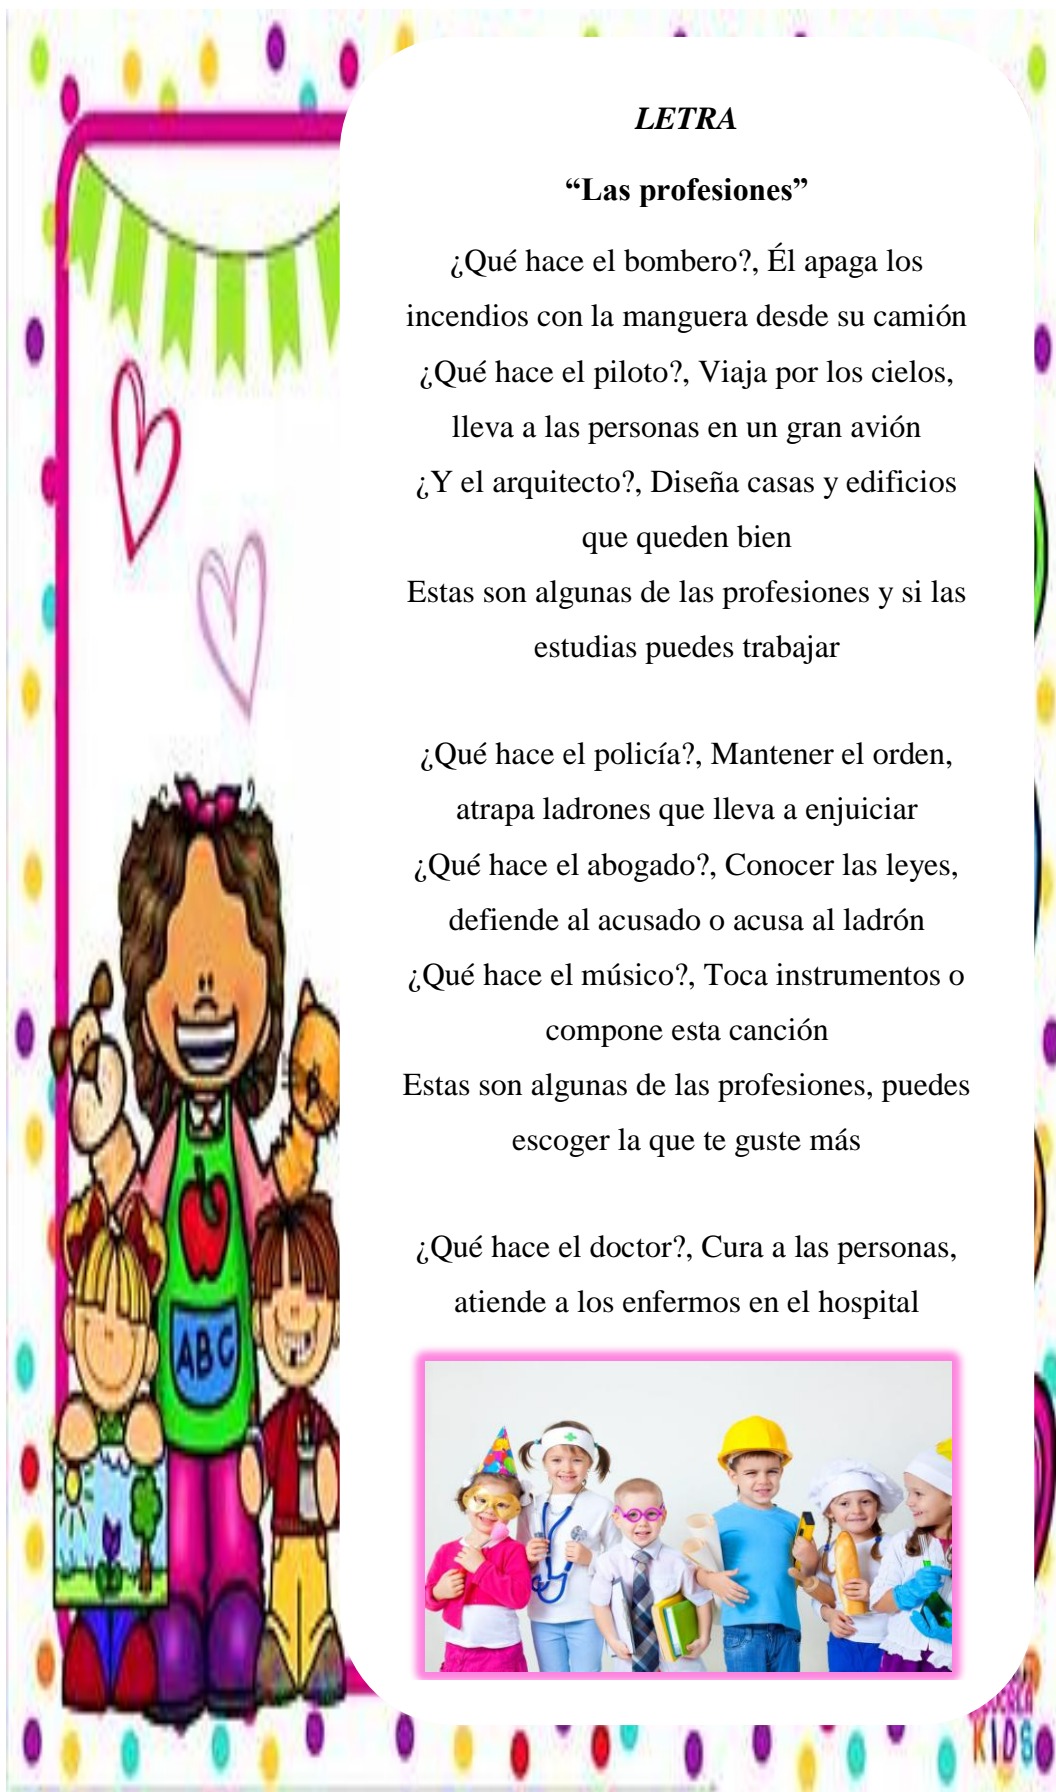 LETRA
“Las profesiones”
¿Qué hace el bombero?, Él apaga los
incendios con la manguera desde su camión
¿Qué hace el piloto?, Viaja por los cielos,
lleva a las personas en un gran avión
¿Y el arquitecto?, Diseña casas y edificios
que queden bien
Estas son algunas de las profesiones y si las
estudias puedes trabajar
¿Qué hace el policía?, Mantener el orden,
atrapa ladrones que lleva a enjuiciar
¿Qué hace el abogado?, Conocer las leyes,
defiende al acusado o acusa al ladrón
¿Qué hace el músico?, Toca instrumentos o
compone esta canción
Estas son algunas de las profesiones, puedes
escoger la que te guste más
¿Qué hace el doctor?, Cura a las personas,
atiende a los enfermos en el hospital
ABC
KIDS